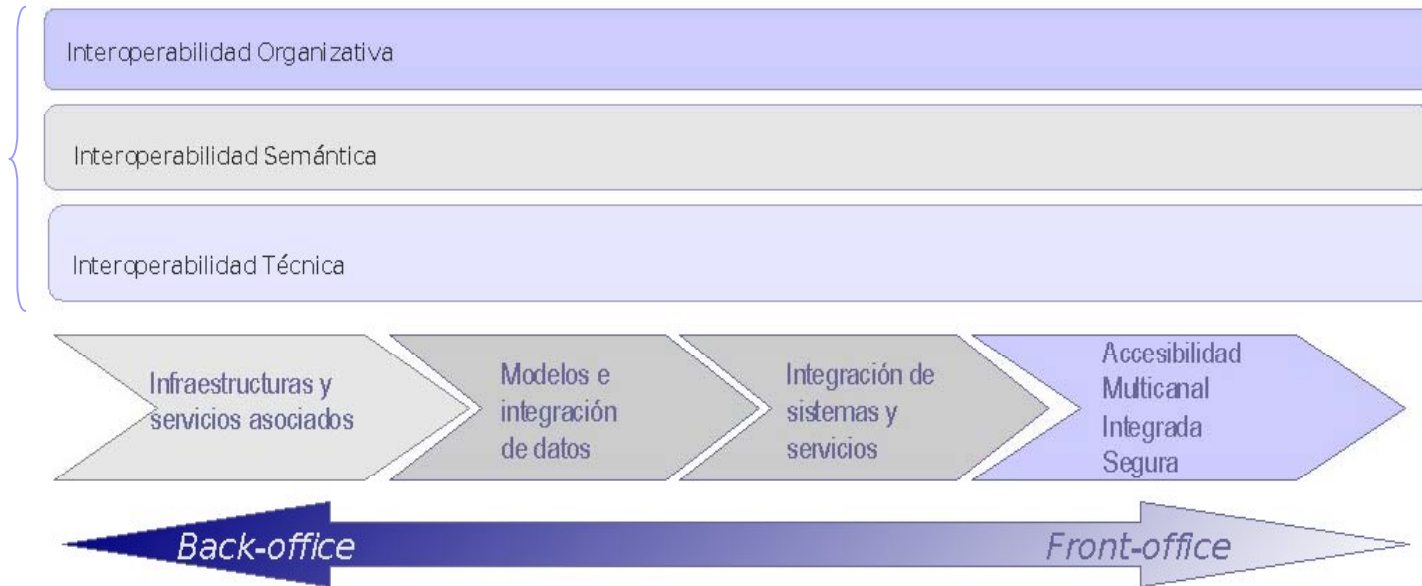 Interoperabilidad Organizativa
Interoperabilidad Semántica
Interoperabilidad Técnica
Infraestructuras y
servicios asociados
Modelos e
integración
de datos
Integración de
sistemas y
servicios
Accesibilidad
Multicanal
Integrada
Segura
Back-office
Front-office